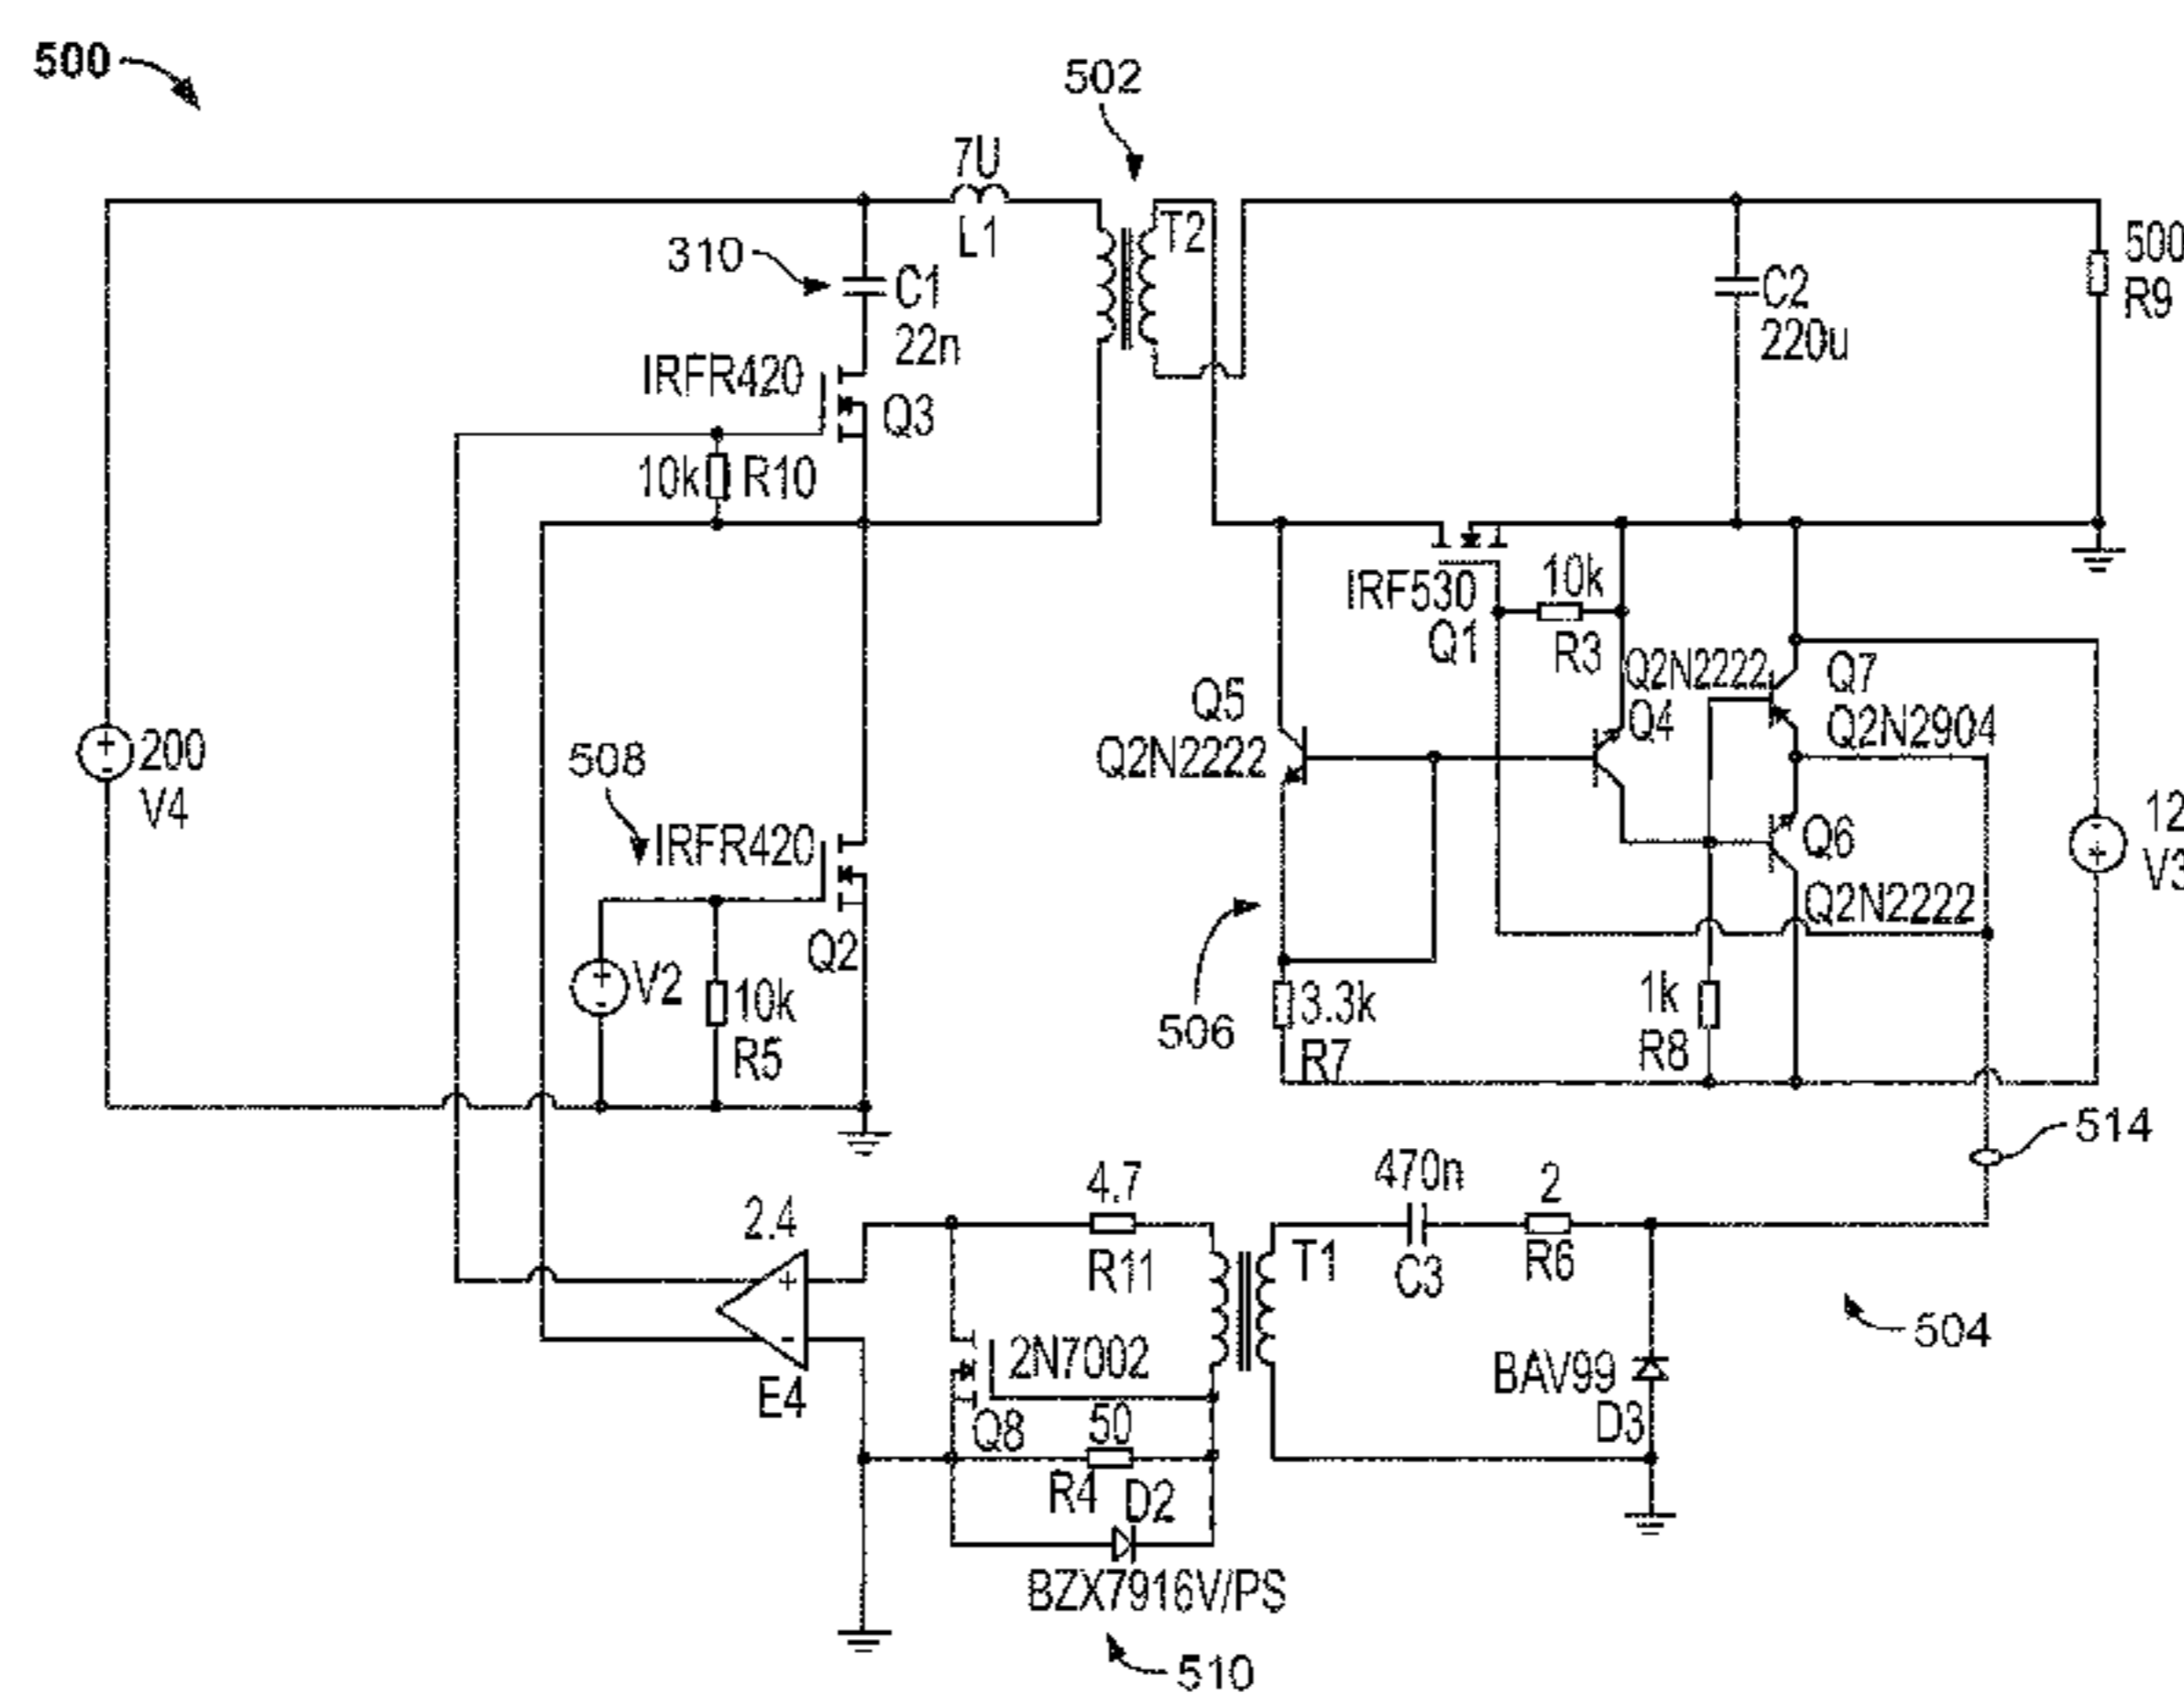 500
502
7U
L1
T2
310
C1
22n
C2
220u
500
R9
IRFR420
Q3
10k
R10
IRF530
Q1
10k
R3
Q5
Q2N2222
Q2N2222
Q4
Q7
Q2N2904
200
V4
508
IRFR420
Q2
V2
10k
R5
506
3.3k
R7
1k
R8
Q6
Q2N2222
12
V3
514
2.4
E4
4.7
R11
470n
C3
2
R6
T1
504
2N7002
Q8
50
R4
D2
BZX7916V/PS
BAV99
D3
510